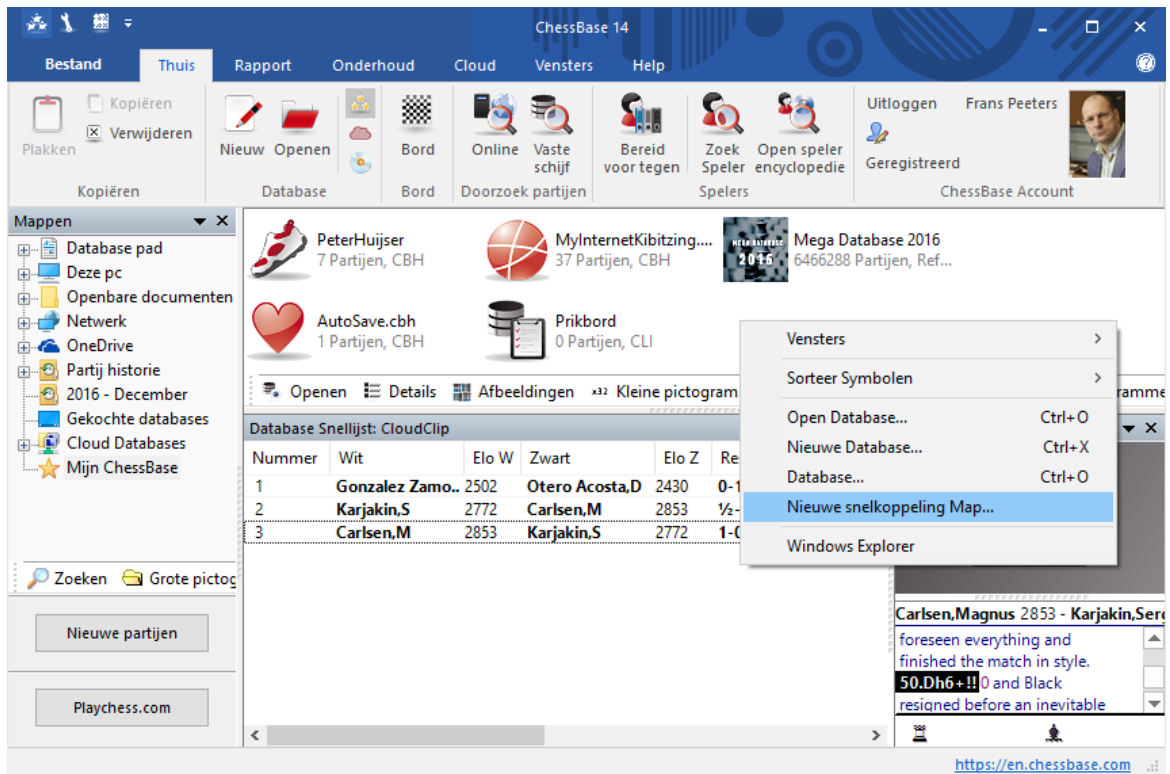 ChessBase 14
Bestand Thuis Rapport Onderhoud Cloud Vensters Help
Plakken
Kopiëren
Verwijderen
Kopiëren
Nieuw Openen
Database
Bord
Bord
Online Vaste schijf
Doorzoek partijen
Bereid voor tegen
Zoek Speler
Open speler encyclopedie
Spelers
Uitloggen Frans Peeters
Geregistreerd
ChessBase Account
Mappen
Database pad
Deze pc
Openbare documenten
Netwerk
OneDrive
Partij historie
2016 - December
Gekochte databases
Cloud Databases
Mijn ChessBase
Zoeken Grote pictog
Nieuwe partijen
Playchess.com
PeterHuijser
7 Partijen, CBH
MyInternetKibitzing....
37 Partijen, CBH
MEGA DATABASE
2016
Mega Database 2016
6466288 Partijen, Ref...
AutoSave.cbh
1 Partijen, CBH
Prikbord
0 Partijen, CLI
Openen Details Afbeeldingen x32 Kleine pictogram ramme
Database Snellijst: CloudClip
Nummer Wit Elo W Zwart Elo Z Re
1 Gonzalez Zamo.. 2502 Otero Acosta,D 2430 0-1
2 Karjakin,S 2772 Carlsen,M 2853 ½-
3 Carlsen,M 2853 Karjakin,S 2772 1-0
Vensters
Sorteer Symbolen
Open Database... Ctrl+O
Nieuwe Database... Ctrl+X
Database... Ctrl+O
Nieuwe snelkoppeling Map...
Windows Explorer
Carlsen,Magnus 2853 - Karjakin,Serg
foreseen everything and
finished the match in style.
50.Dh6+!! 0 and Black
resigned before an inevitable
https://en.chessbase.com